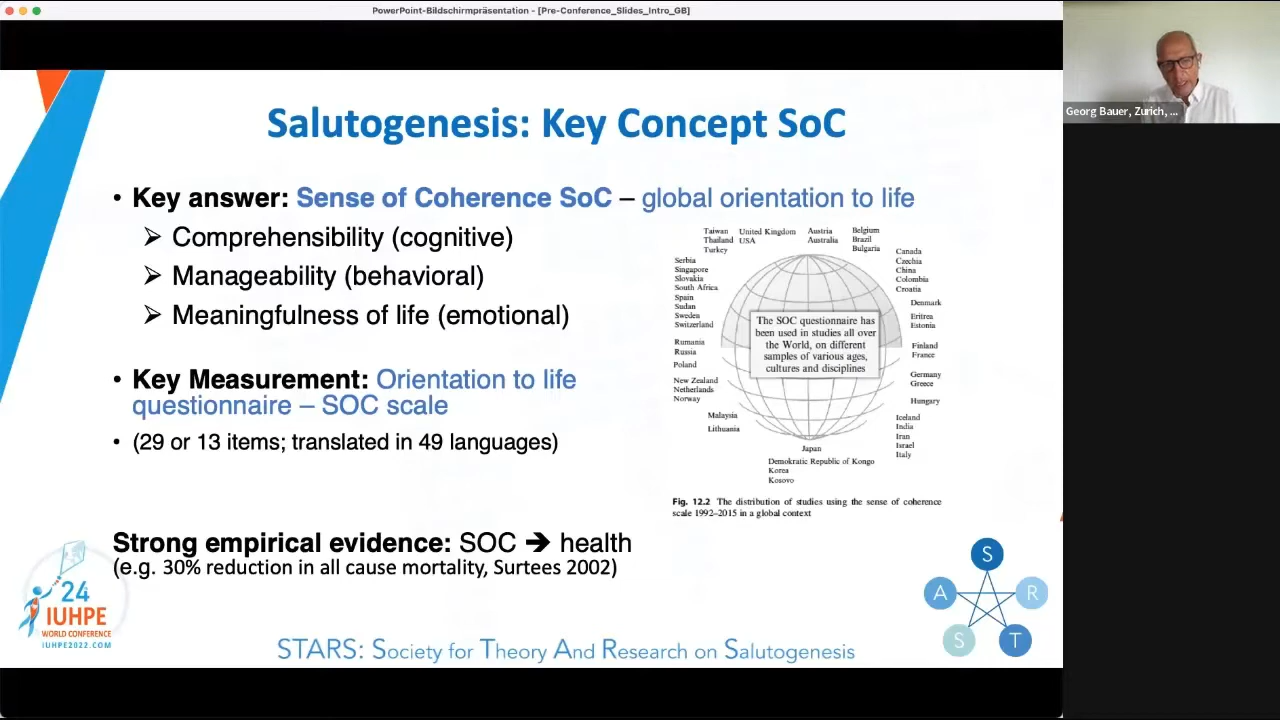 PowerPoint-Bildschirmpräsentation - [Pre-Conference_Slides_Intro_GB]
Georg Bauer, Zurich, ...
Salutogenesis: Key Concept SoC
• Key answer: Sense of Coherence SoC – global orientation to life
➢ Comprehensibility (cognitive)
➢ Manageability (behavioral)
➢ Meaningfulness of life (emotional)
• Key Measurement: Orientation to life
questionnaire – SOC scale
• (29 or 13 items; translated in 49 languages)
Taiwan
Thailand
Turkey
United Kingdom
USA
Austria
Australia
Belgium
Brazil
Bulgaria
Canada
Czechia
China
Colombia
Croatia
Denmark
Eritrea
Estonia
Finland
France
Germany
Greece
Hungary
Iceland
India
Iran
Israel
Italy
Serbia
Singapore
Slovakia
South Africa
Spain
Sudan
Sweden
Switzerland
Rumania
Russia
Poland
New Zealand
Netherlands
Norway
Malaysia
Lithuania
Japan
Demokratic Republic of Kongo
Korea
Kosovo
The SOC questionnaire has
been used in studies all over
the World, on different
samples of various ages,
cultures and disciplines
Fig. 12.2 The distribution of studies using the sense of coherence
scale 1992–2015 in a global context
Strong empirical evidence: SOC ➔ health
(e.g. 30% reduction in all cause mortality, Surtees 2002)
24
IUHPE
WORLD CONFERENCE
IUHPE2022.COM
STARS: Society for Theory And Research on Salutogenesis
S
A
R
S
T